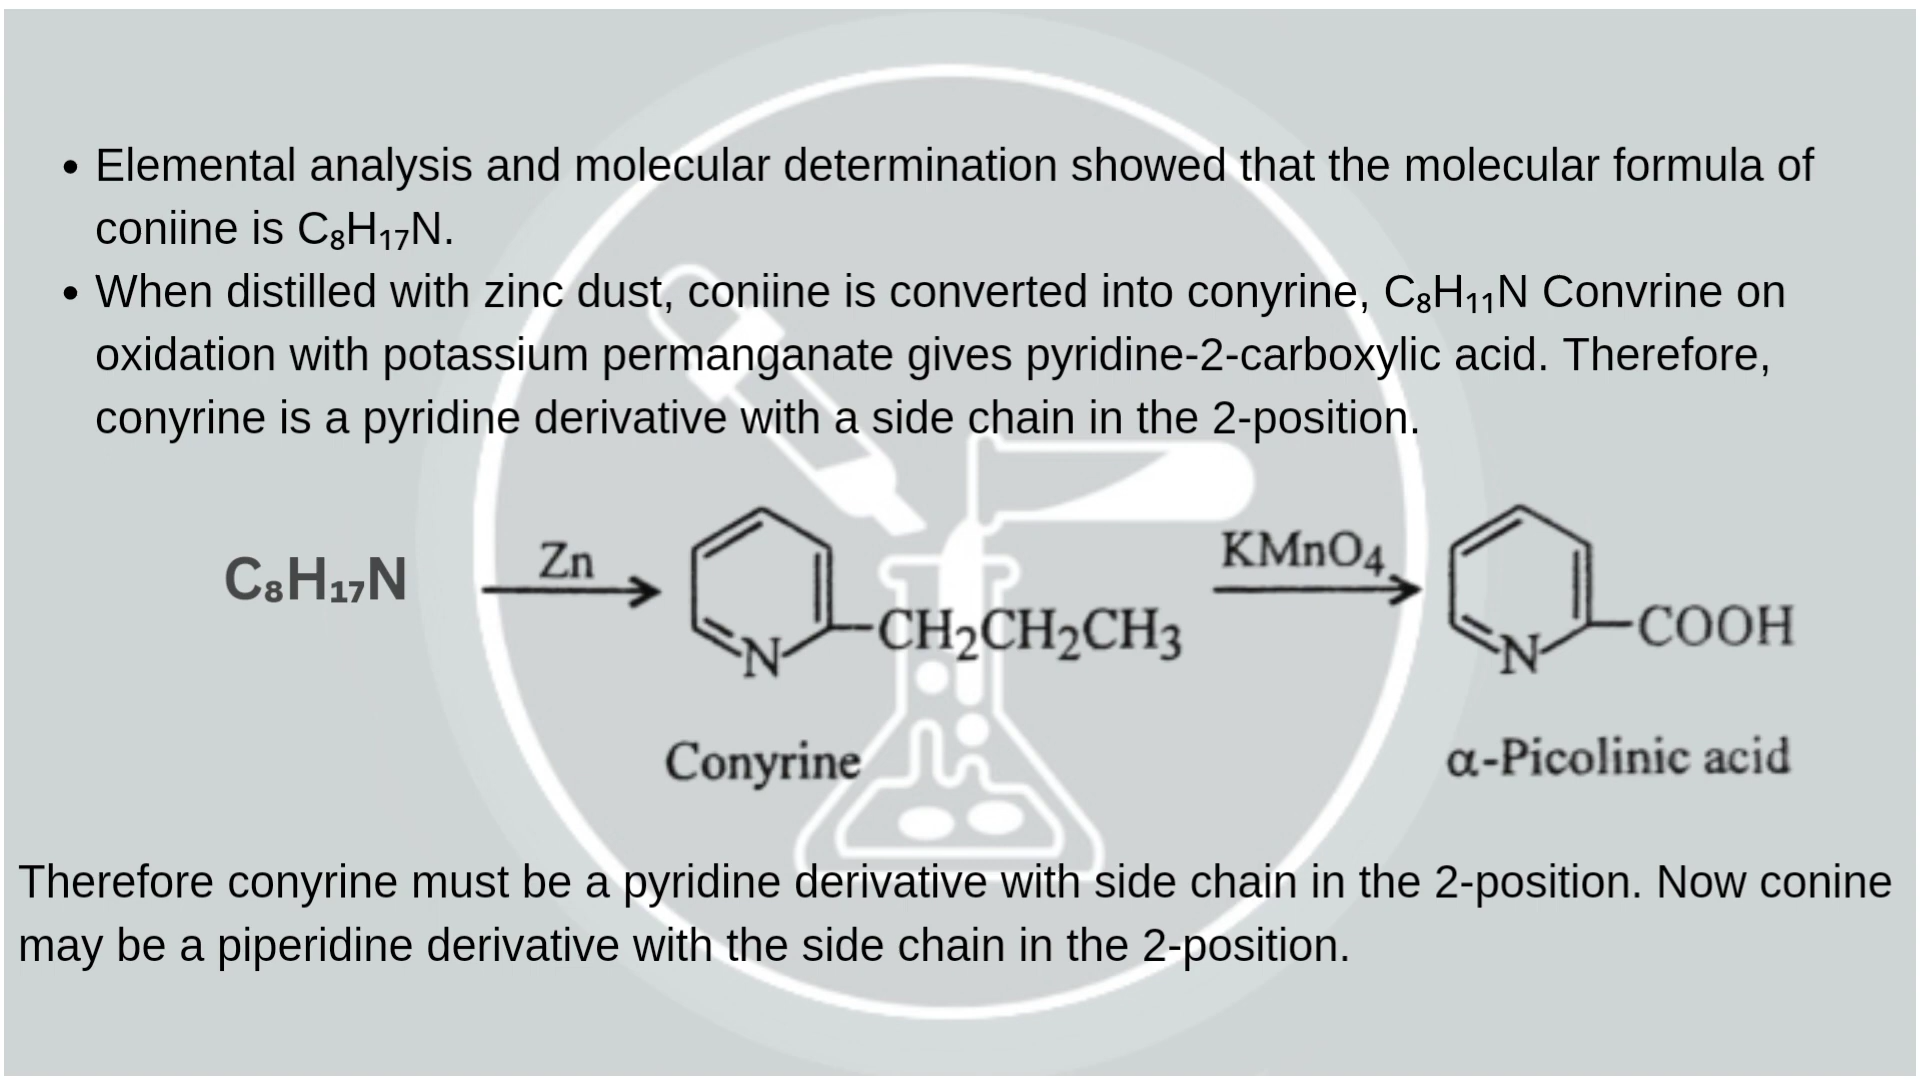 • Elemental analysis and molecular determination showed that the molecular formula of
coniine is C₈H₁₇N.
• When distilled with zinc dust, coniine is converted into conyrine, C₈H₁₁N Convrine on
oxidation with potassium permanganate gives pyridine-2-carboxylic acid. Therefore,
conyrine is a pyridine derivative with a side chain in the 2-position.
C₈H₁₇N Zn N CH₂CH₂CH₃ KMnO₄ N COOH
Conyrine α-Picolinic acid
Therefore conyrine must be a pyridine derivative with side chain in the 2-position. Now conine
may be a piperidine derivative with the side chain in the 2-position.